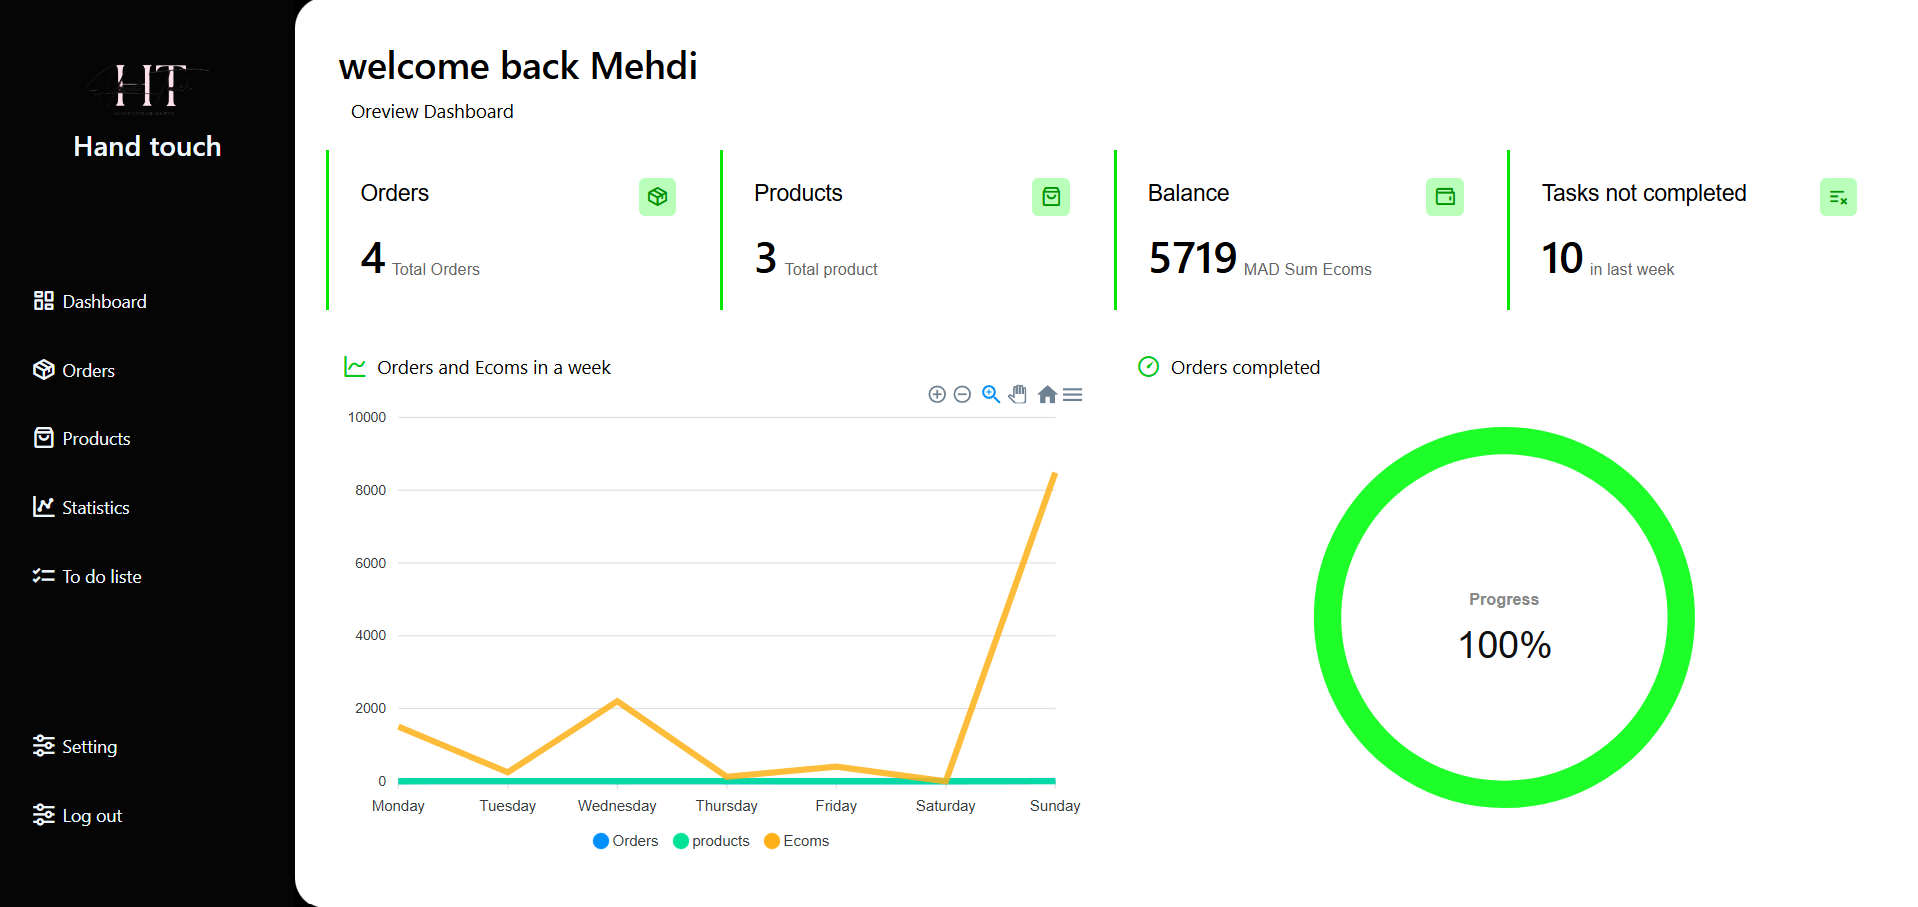 HT
Hand touch
Dashboard
Orders
Products
Statistics
To do liste
Setting
Log out
welcome back Mehdi
Oreview Dashboard
Orders
4 Total Orders
Products
3 Total product
Balance
5719 MAD Sum Ecoms
Tasks not completed
10 in last week
Orders and Ecoms in a week
10000
8000
6000
4000
2000
0
Monday Tuesday Wednesday Thursday Friday Saturday Sunday
Orders products Ecoms
Orders completed
Progress
100%